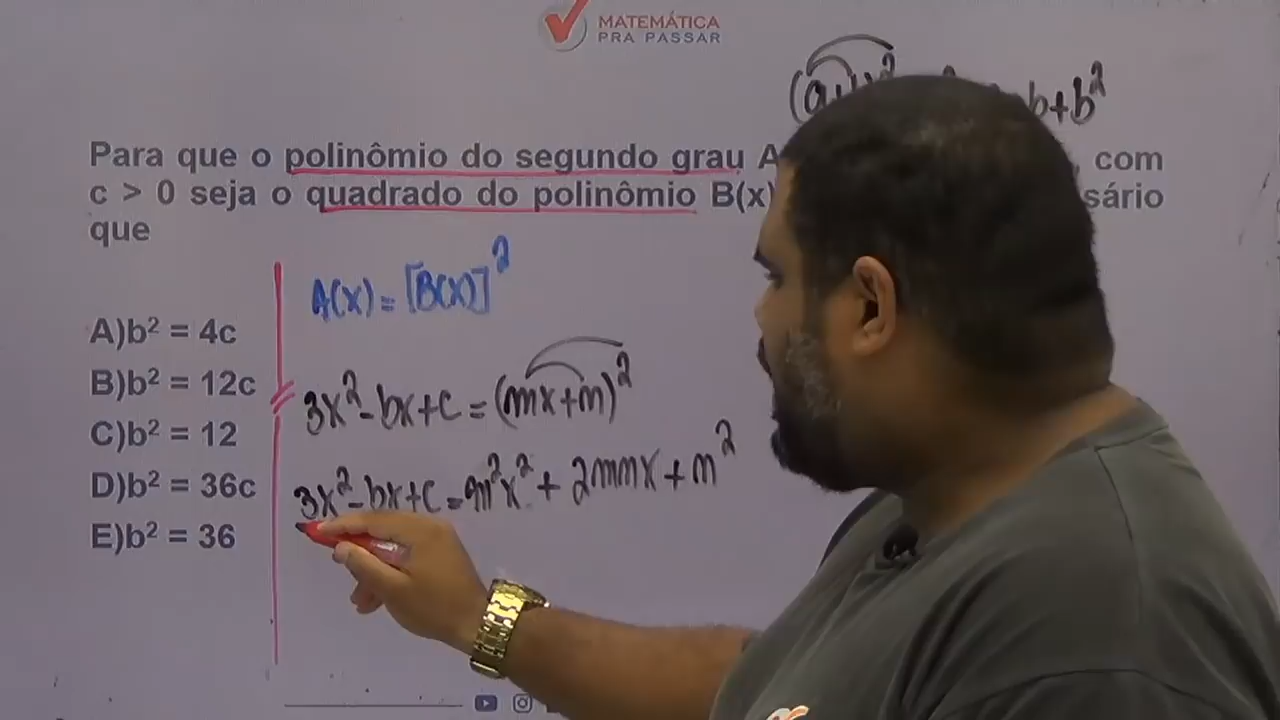 MATEMÁTICA
PRA PASSAR
b+b²
Para que o polinômio do segundo grau A com
c > 0 seja o quadrado do polinômio B(x)
que
A(x) = [B(x)]²
A)b² = 4c
B)b² = 12c
3x²-bx+c = (mx+n)²
C)b² = 12
D)b² = 36c
3x²-bx+c = m²x² + 2mnx + n²
E)b² = 36